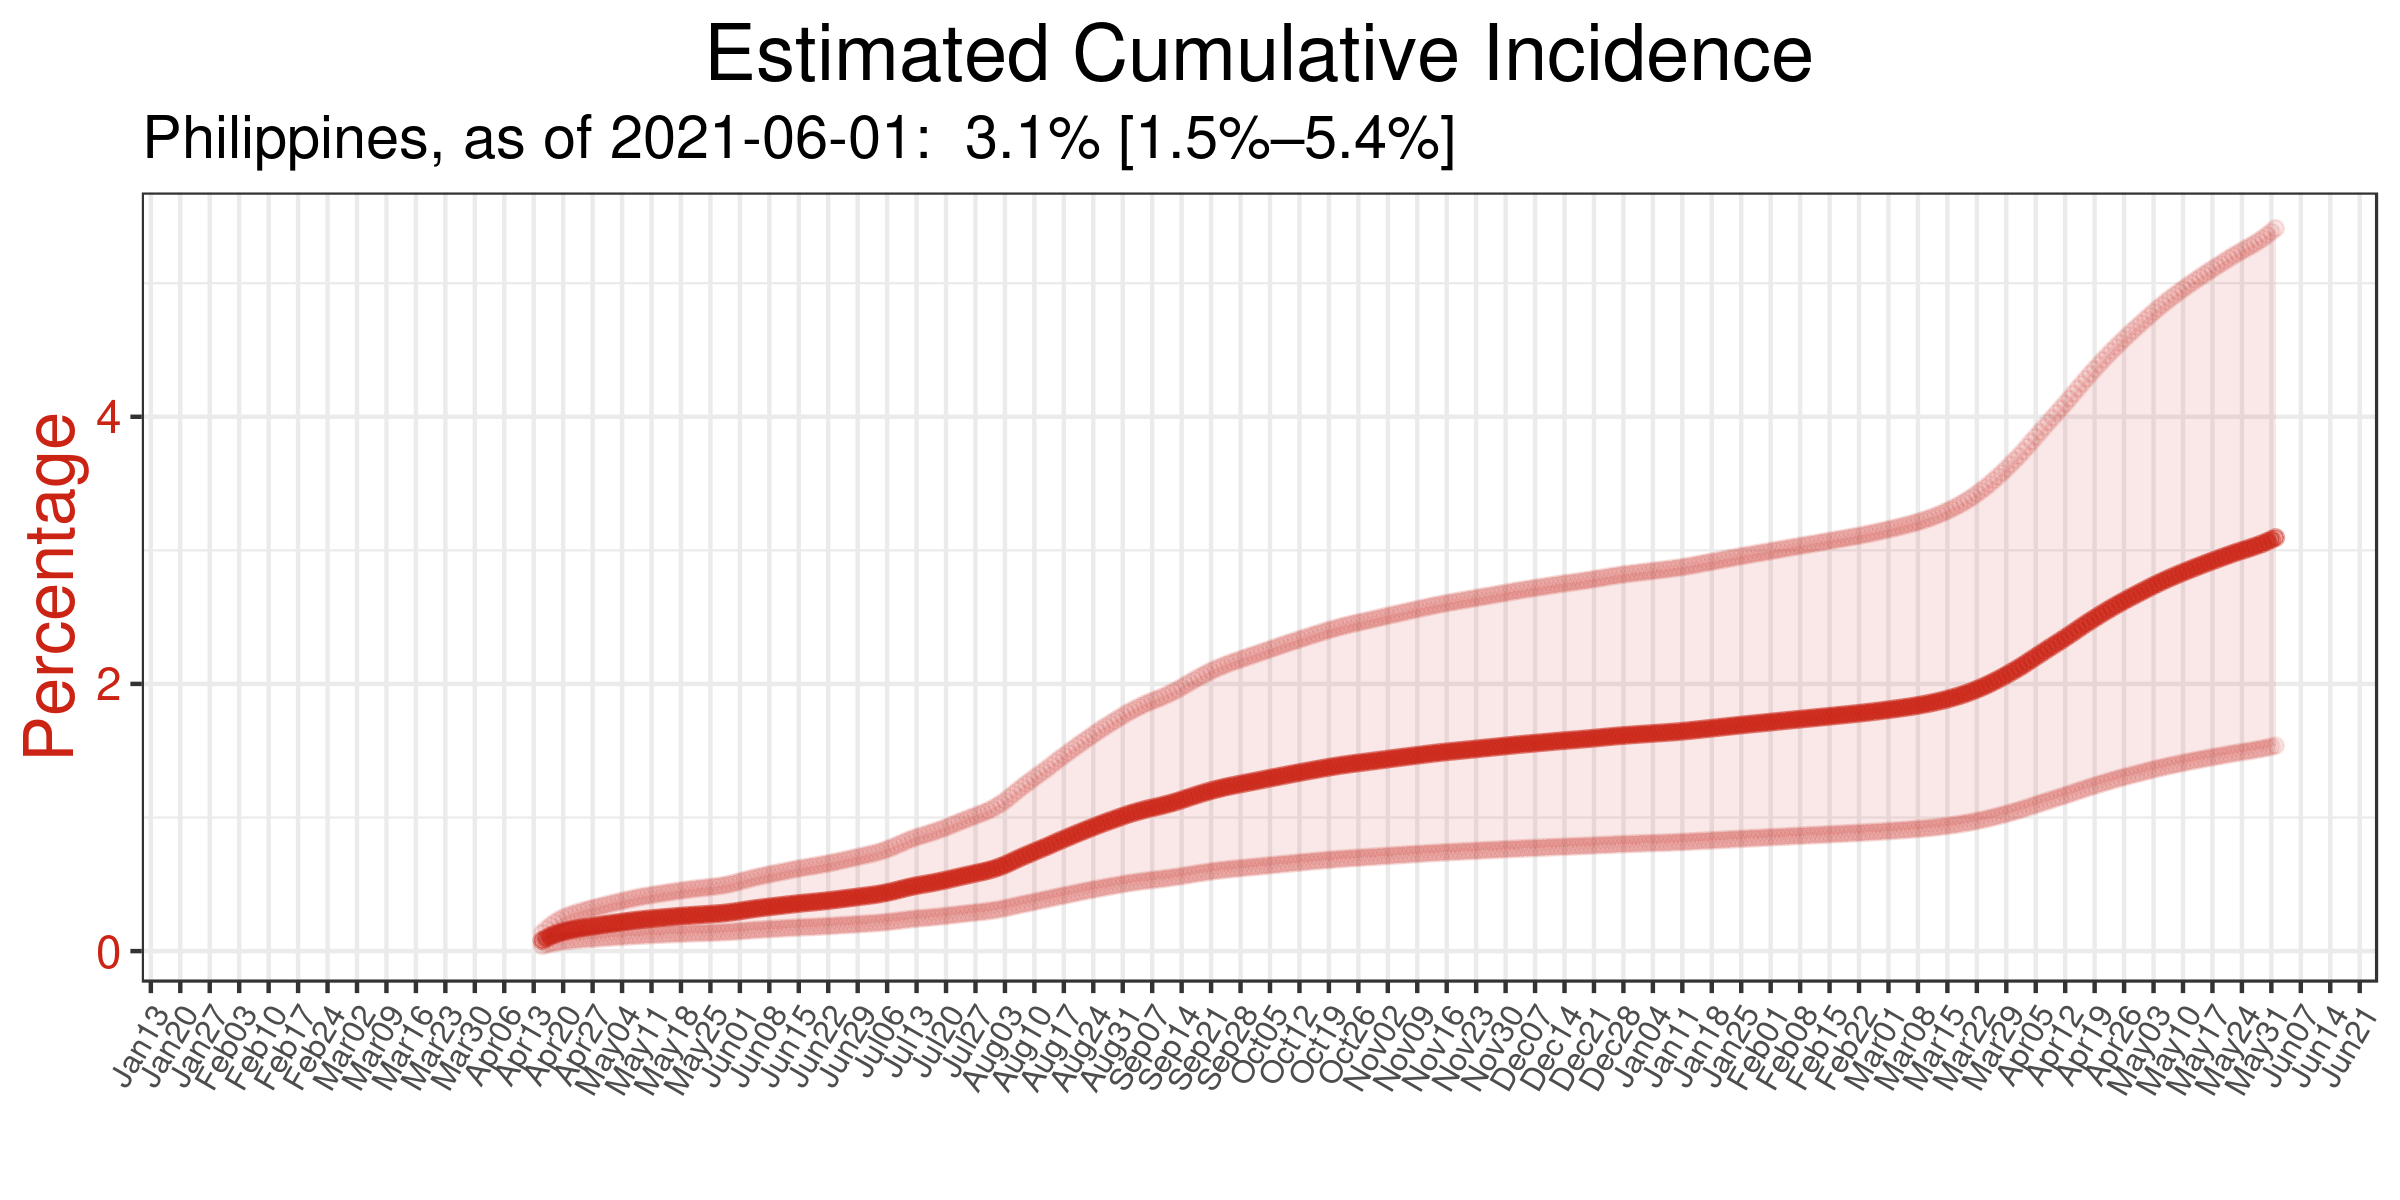 Estimated Cumulative Incidence
Philippines, as of 2021-06-01:  3.1% [1.5%–5.4%]
Percentage
4
2
0
Jan13
Jan20
Jan27
Feb03
Feb10
Feb17
Feb24
Mar02
Mar09
Mar16
Mar23
Mar30
Apr06
Apr13
Apr20
Apr27
May04
May11
May18
May25
Jun01
Jun08
Jun15
Jun22
Jun29
Jul06
Jul13
Jul20
Jul27
Aug03
Aug10
Aug17
Aug24
Aug31
Sep07
Sep14
Sep21
Sep28
Oct05
Oct12
Oct19
Oct26
Nov02
Nov09
Nov16
Nov23
Nov30
Dec07
Dec14
Dec21
Dec28
Jan04
Jan11
Jan18
Jan25
Feb01
Feb08
Feb15
Feb22
Mar01
Mar08
Mar15
Mar22
Mar29
Apr05
Apr12
Apr19
Apr26
May03
May10
May17
May24
May31
Jun07
Jun14
Jun21